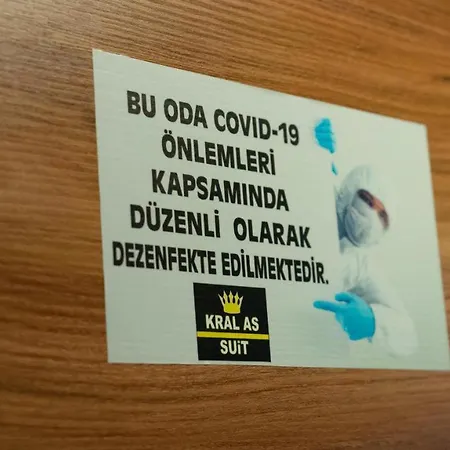 BU ODA COVID-19
ÖNLEMLERİ
KAPSAMINDA
DÜZENLİ OLARAK
DEZENFEKTE EDİLMEKTEDİR.
KRAL AS
SUiT